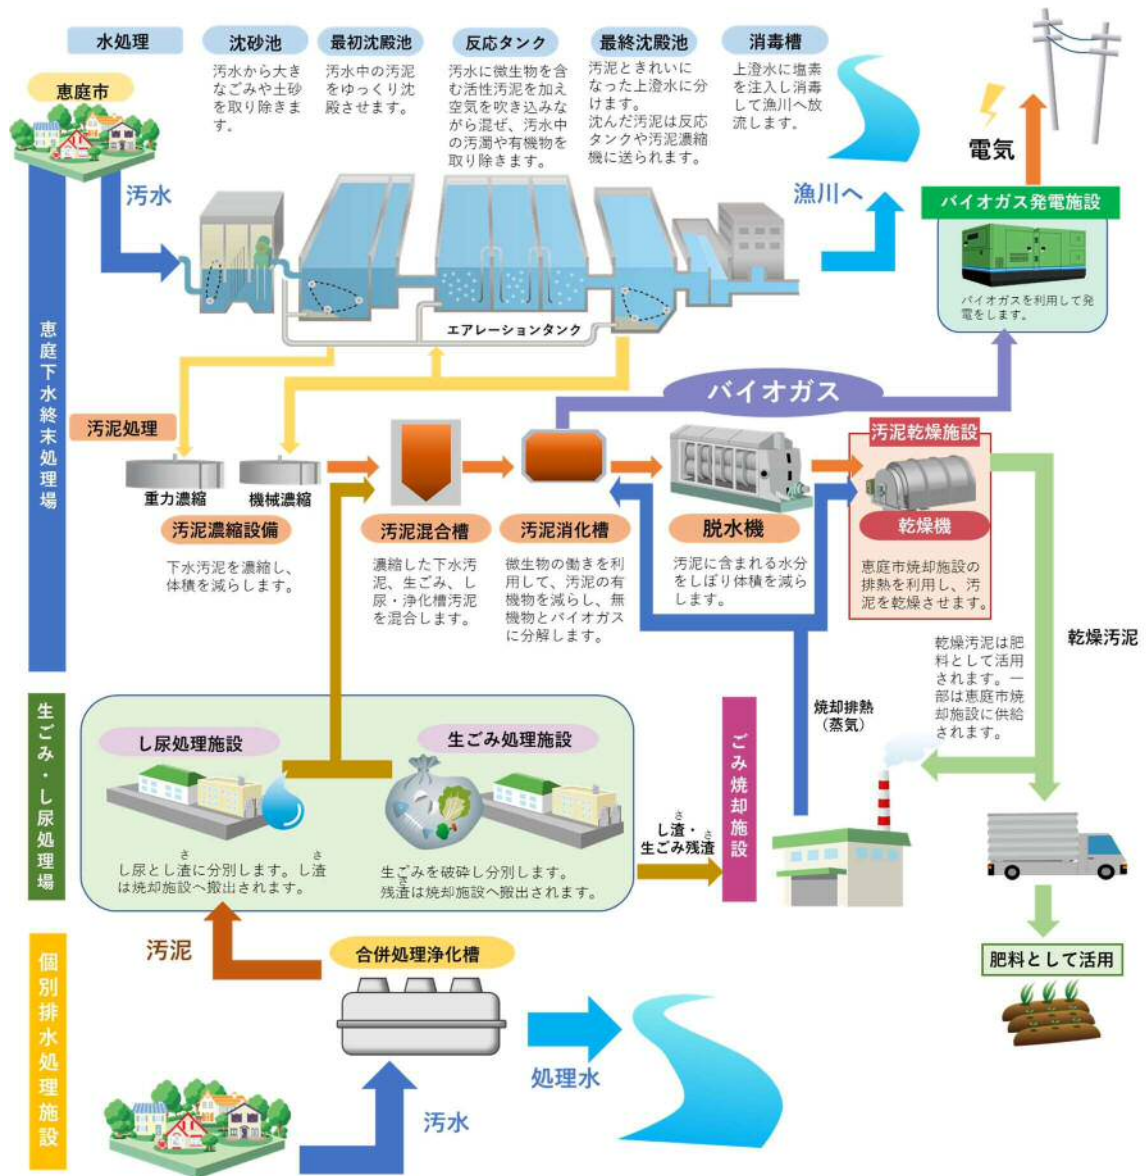 水処理
恵庭市
沈砂池
汚水から大き
なごみや土砂
を取り除きま
す。
最初沈殿池
汚水中の汚泥
をゆっくり沈
殿させます。
反応タンク
汚水に微生物を含
む活性汚泥を加え
空気を吹き込みな
がら混ぜ、汚水中
の汚濁や有機物を
取り除きます。
最終沈殿池
汚泥ときれいに
なった上澄水に分
けます。
沈んだ汚泥は反応
タンクや汚泥濃縮
機に送られます。
消毒槽
上澄水に塩素
を注入し消毒
して漁川へ放
流します。
電気
汚水
漁川へ
バイオガス発電施設
バイオガスを利用して発
電をします。
エアレーションタンク
恵庭下水終末処理場
バイオガス
汚泥処理
重力濃縮
機械濃縮
汚泥濃縮設備
下水汚泥を濃縮し、
体積を減らします。
汚泥混合槽
濃縮した下水汚
泥、生ごみ、し
尿・浄化槽汚泥
を混合します。
汚泥消化槽
微生物の働きを利
用して、汚泥の有
機物を減らし、無
機物とバイオガス
に分解します。
脱水機
汚泥に含まれる水分
をしぼり体積を減ら
します。
汚泥乾燥施設
乾燥機
恵庭市焼却施設の
排熱を利用し、汚
泥を乾燥させます。
乾燥汚泥
乾燥汚泥は肥
料として活用
されます。一
部は恵庭市焼
却施設に供給
されます。
焼却排熱
(蒸気)
生ごみ・し尿処理場
し尿処理施設
さ
さ
し尿とし渣に分別します。し渣
は焼却施設へ搬出されます。
生ごみ処理施設
生ごみを破砕し分別します。
ざんさ
残渣は焼却施設へ搬出されます。
ごみ焼却施設
さ
し渣・
さ
生ごみ残渣
肥料として活用
個別排水処理施設
汚泥
合併処理浄化槽
処理水
汚水